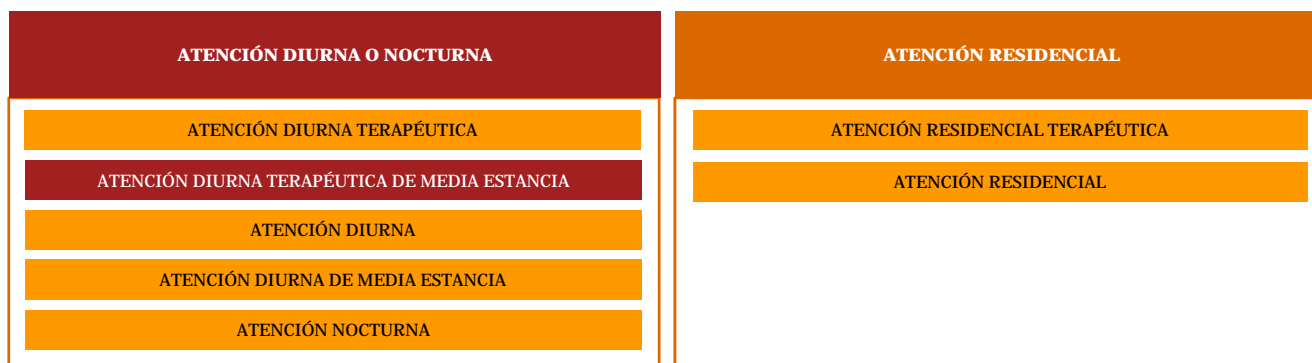 ATENCIÓN DIURNA O NOCTURNA
ATENCIÓN DIURNA TERAPÉUTICA
ATENCIÓN DIURNA TERAPÉUTICA DE MEDIA ESTANCIA
ATENCIÓN DIURNA
ATENCIÓN DIURNA DE MEDIA ESTANCIA
ATENCIÓN NOCTURNA
ATENCIÓN RESIDENCIAL
ATENCIÓN RESIDENCIAL TERAPÉUTICA
ATENCIÓN RESIDENCIAL